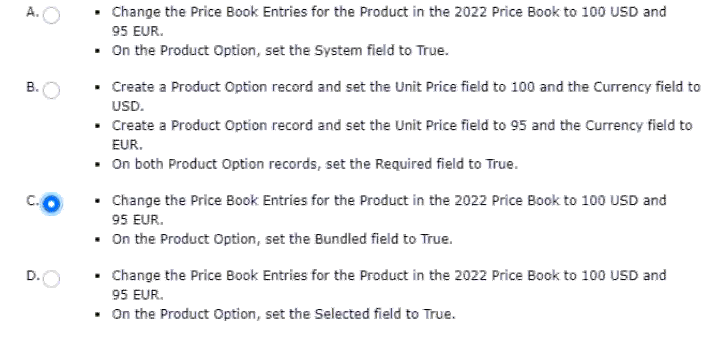 A. • Change the Price Book Entries for the Product in the 2022 Price Book to 100 USD and
95 EUR.
• On the Product Option, set the System field to True.
B. • Create a Product Option record and set the Unit Price field to 100 and the Currency field to
USD.
• Create a Product Option record and set the Unit Price field to 95 and the Currency field to
EUR.
• On both Product Option records, set the Required field to True.
C. • Change the Price Book Entries for the Product in the 2022 Price Book to 100 USD and
95 EUR.
• On the Product Option, set the Bundled field to True.
D. • Change the Price Book Entries for the Product in the 2022 Price Book to 100 USD and
95 EUR.
• On the Product Option, set the Selected field to True.